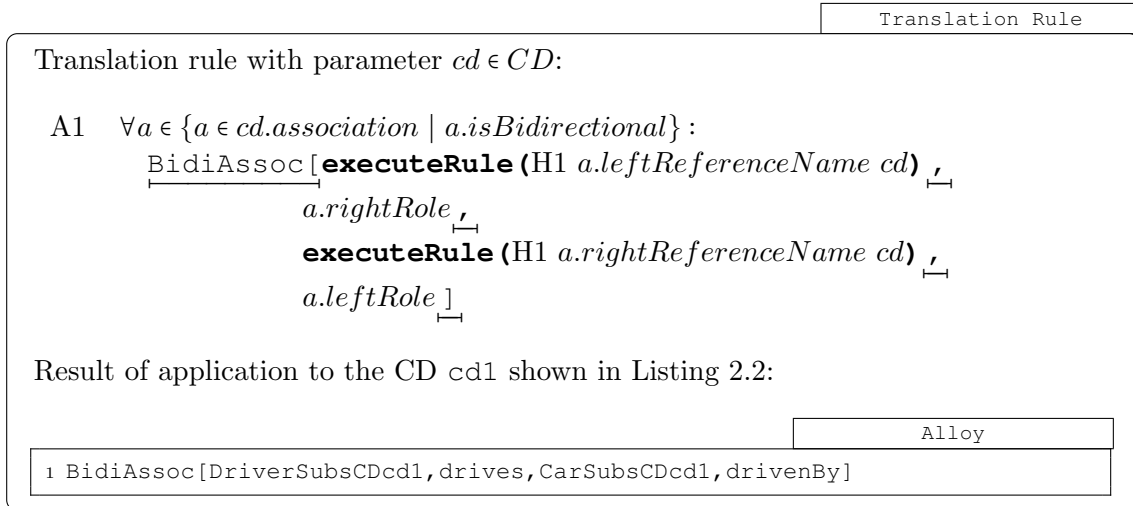 Translation Rule
Translation rule with parameter cd ∈ CD:
A1 ∀a ∈ {a ∈ cd.association | a.isBidirectional} :
BidiAssoc[executeRule(H1 a.leftReferenceName cd),
a.rightRole,
executeRule(H1 a.rightReferenceName cd),
a.leftRole]
Result of application to the CD cd1 shown in Listing 2.2:
Alloy
1 BidiAssoc[DriverSubsCDcd1,drives,CarSubsCDcd1,drivenBy]